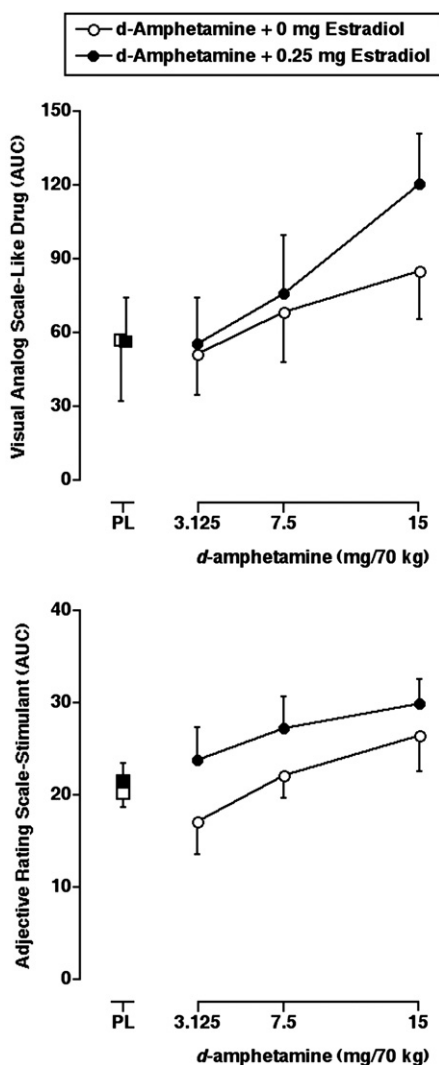 d-Amphetamine + 0 mg Estradiol
d-Amphetamine + 0.25 mg Estradiol
Visual Analog Scale-Like Drug (AUC)
150
120
90
60
30
0
PL 3.125 7.5 15
d-amphetamine (mg/70 kg)
Adjective Rating Scale-Stimulant (AUC)
40
30
20
10
0
PL 3.125 7.5 15
d-amphetamine (mg/70 kg)